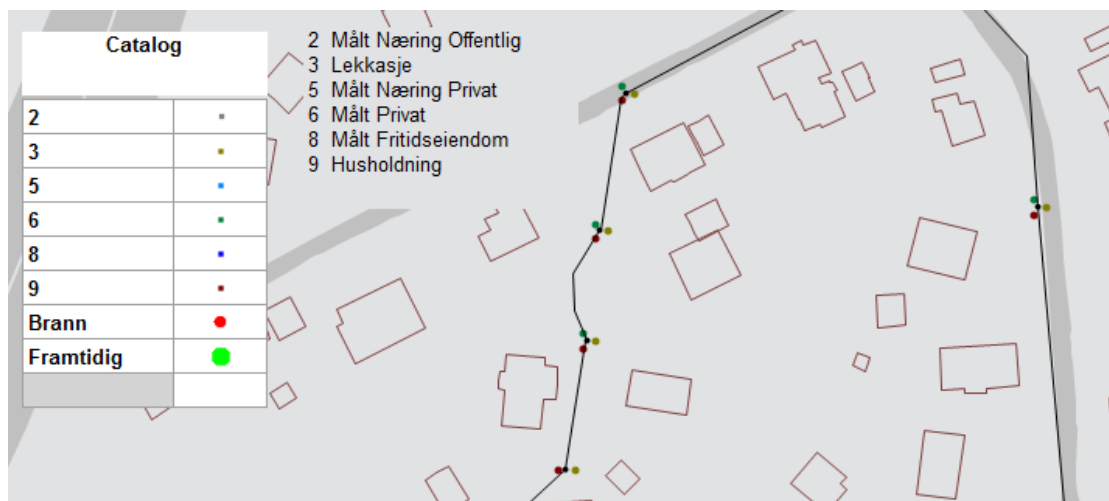 Catalog
2
3
5
6
8
9
Brann
Framtidig
2 Målt Næring Offentlig
3 Lekkasje
5 Målt Næring Privat
6 Målt Privat
8 Målt Fritidseiendom
9 Husholdning